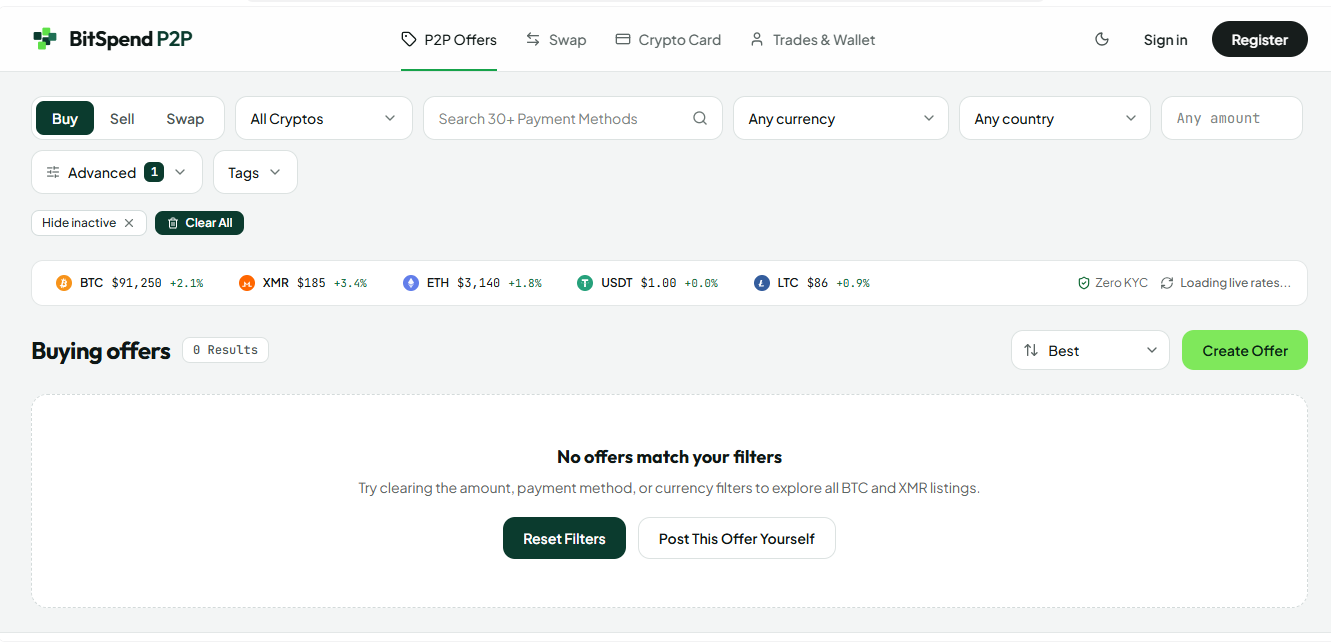 BitSpend P2P P2P Offers Swap Crypto Card Trades & Wallet Sign in Register
Buy Sell Swap All Cryptos Search 30+ Payment Methods Any currency Any country Any amount
Advanced 1 Tags
Hide inactive Clear All
BTC $91,250 +2.1% XMR $185 +3.4% ETH $3,140 +1.8% USDT $1.00 +0.0% LTC $86 +0.9% Zero KYC Loading live rates...
Buying offers 0 Results Best Create Offer
No offers match your filters
Try clearing the amount, payment method, or currency filters to explore all BTC and XMR listings.
Reset Filters Post This Offer Yourself